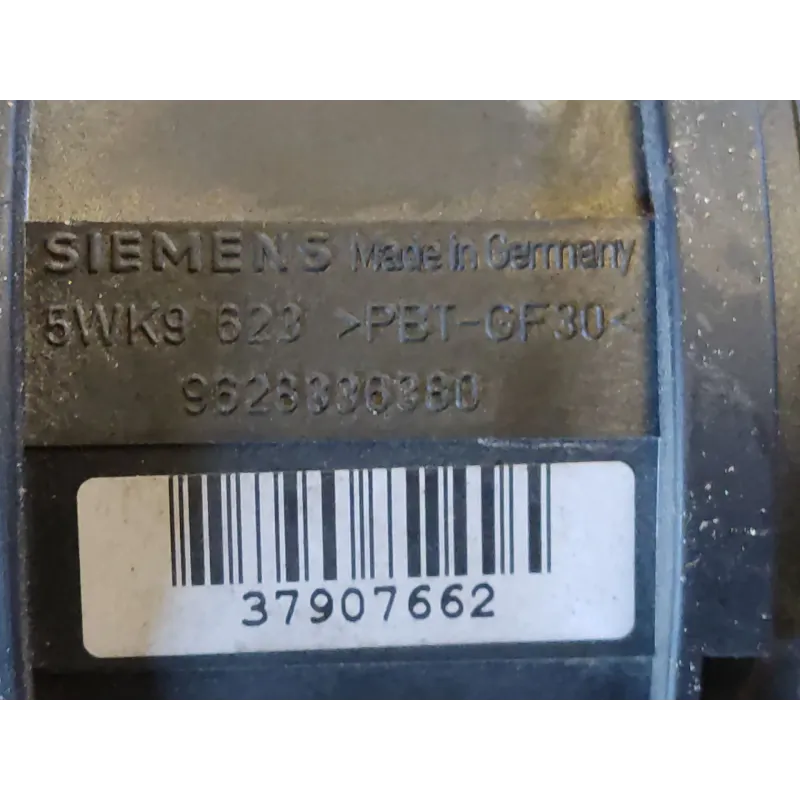 SIEMENS Made in Germany
5WK9 623 >PBT-GF30<
9628336380
37907662